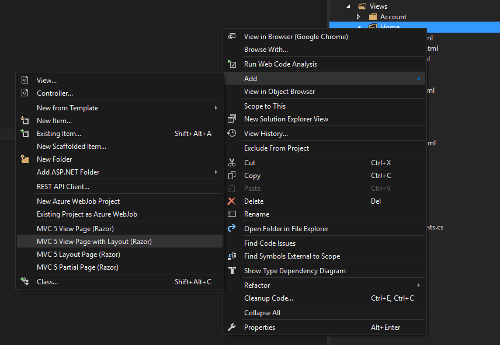 Views
Account
Home
View in Browser (Google Chrome)
Browse With...
Run Web Code Analysis
Add
View in Object Browser
Scope to This
New Solution Explorer View
View History...
Exclude From Project
Cut Ctrl+X
Copy Ctrl+C
Paste Ctrl+V
Delete Del
Rename
Open Folder in File Explorer
Find Code Issues
Find Symbols External to Scope
Show Type Dependency Diagram
Refactor
Cleanup Code... Ctrl+E, Ctrl+C
Collapse All
Properties Alt+Enter
View...
Controller...
New from Template
New Item...
Existing Item... Shift+Alt+A
New Scaffolded Item...
New Folder
Add ASP.NET Folder
REST API Client...
New Azure WebJob Project
Existing Project as Azure WebJob
MVC 5 View Page (Razor)
MVC 5 View Page with Layout (Razor)
MVC 5 Layout Page (Razor)
MVC 5 Partial Page (Razor)
Class... Shift+Alt+C